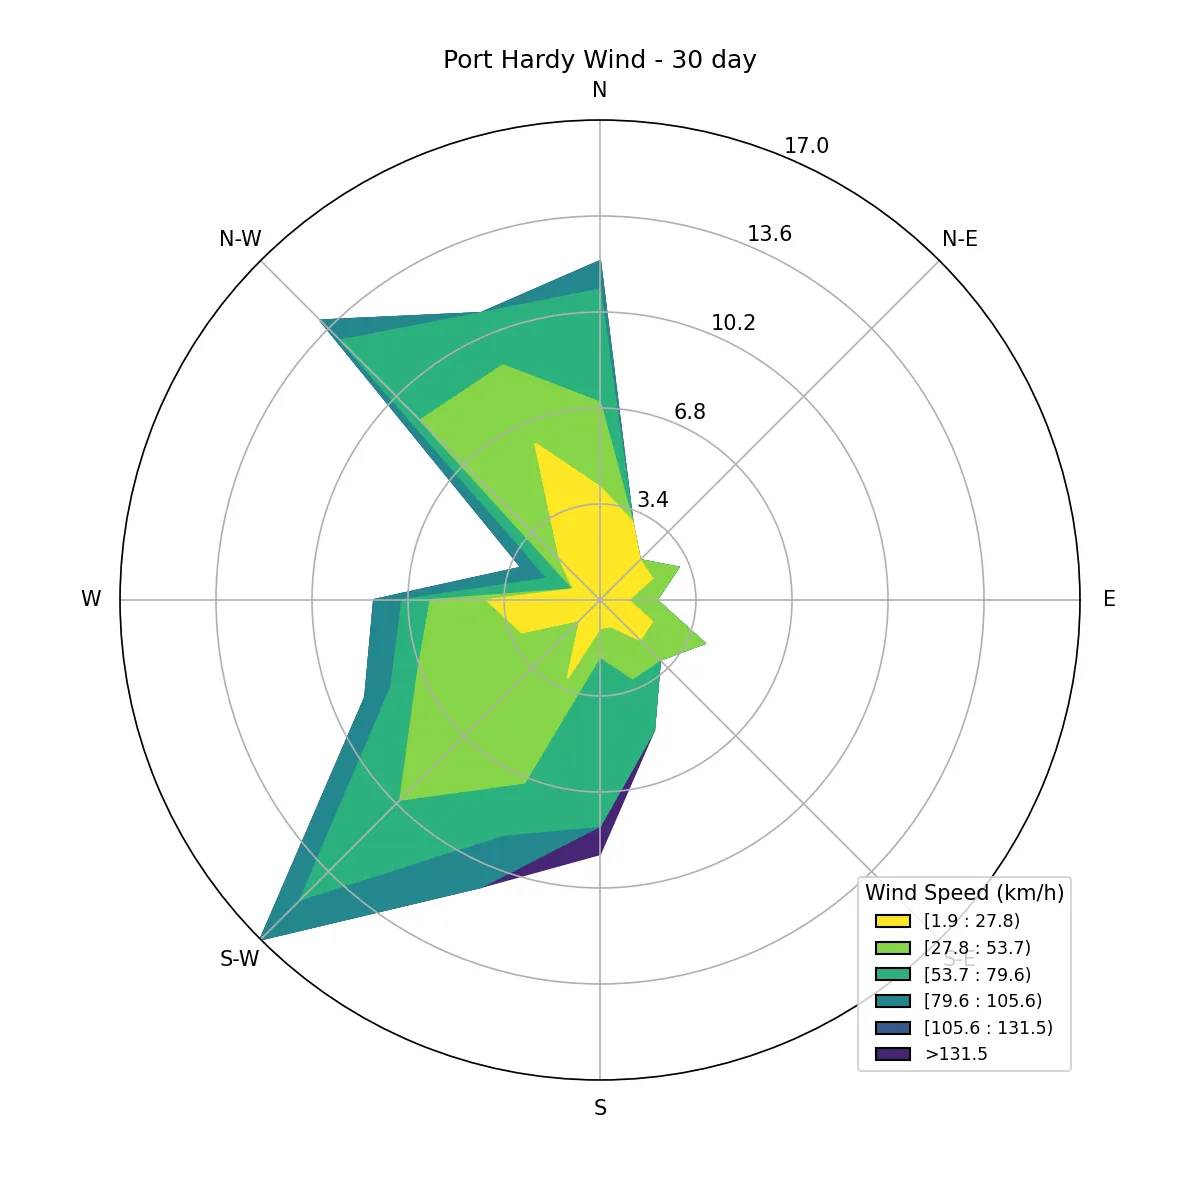 Port Hardy Wind - 30 day
N
17.0
N-W
13.6
N-E
10.2
6.8
3.4
W
E
S-W
S-E
S
Wind Speed (km/h)
[1.9 : 27.8)
[27.8 : 53.7)
[53.7 : 79.6)
[79.6 : 105.6)
[105.6 : 131.5)
>131.5